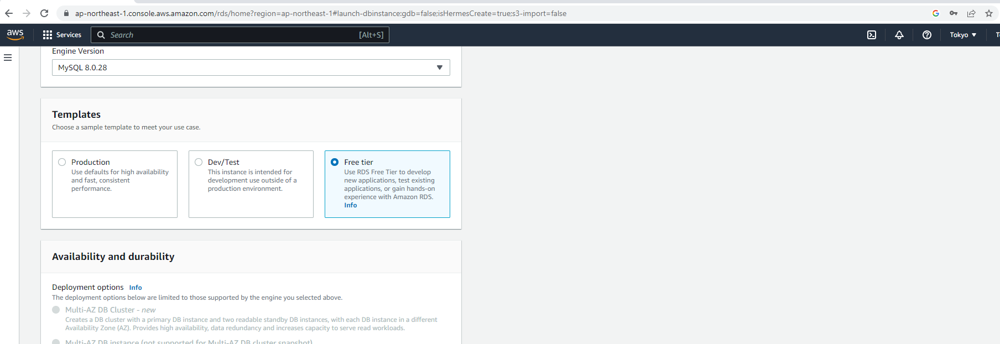 ap-northeast-1.console.aws.amazon.com/rds/home?region=ap-northeast-1#launch-dbinstance:gdb=false;isHermesCreate=true;s3-import=false
aws
Services
Search
[Alt+S]
Tokyo
Engine Version
MySQL 8.0.28
Templates
Choose a sample template to meet your use case.
Production
Use defaults for high availability
and fast, consistent
performance.
Dev/Test
This instance is intended for
development use outside of a
production environment.
Free tier
Use RDS Free Tier to develop
new applications, test existing
applications, or gain hands-on
experience with Amazon RDS.
Info
Availability and durability
Deployment options Info
The deployment options below are limited to those supported by the engine you selected above.
Multi-AZ DB Cluster - new
Creates a DB cluster with a primary DB instance and two readable standby DB instances, with each DB instance in a different
Availability Zone (AZ). Provides high availability, data redundancy and increases capacity to serve read workloads.
Multi-AZ DB instance (not supported for Multi-AZ DB cluster snapshot)